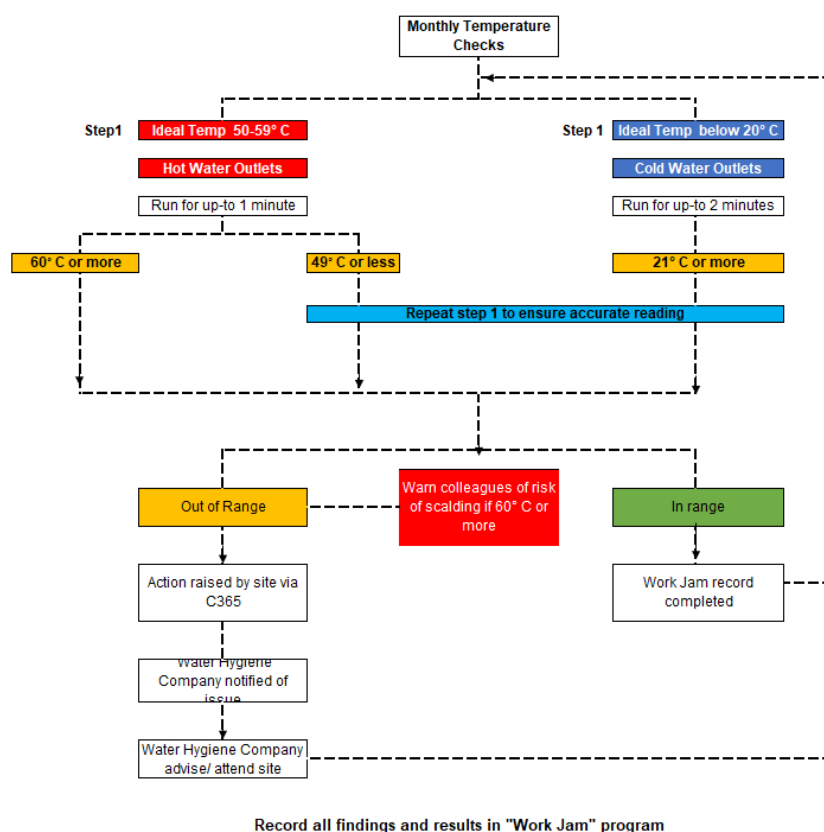 Monthly Temperature
Checks
Step1
Ideal Temp 50-59° C
Step 1
Ideal Temp below 20° C
Hot Water Outlets
Cold Water Outlets
Run for up-to 1 minute
Run for up-to 2 minutes
60° C or more
49° C or less
21° C or more
Repeat step 1 to ensure accurate reading
Out of Range
Warn colleagues of risk
of scalding if 60° C or
more
In range
Action raised by site via
C365
Work Jam record
completed
Water Hygiene
Company notified of
issue
Water Hygiene Company
advise/ attend site
Record all findings and results in "Work Jam" program